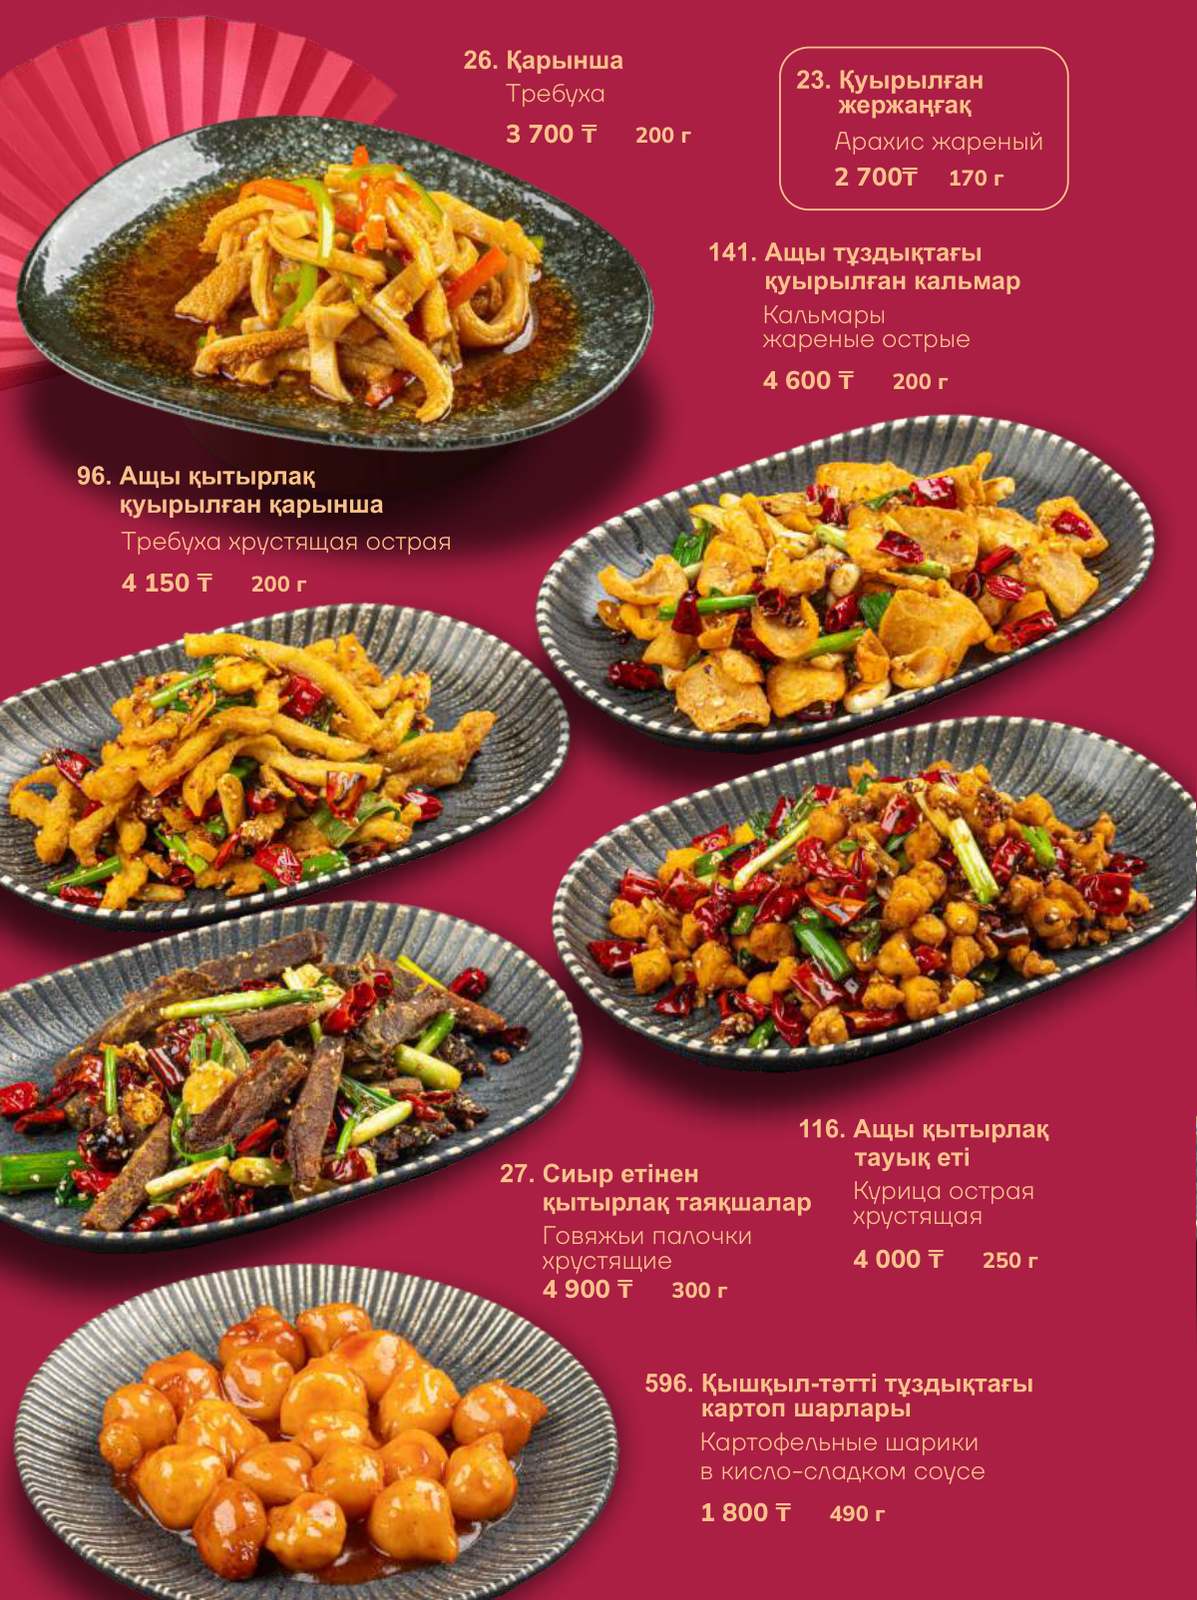 26. Қарынша
Требуха
3 700 ₸ 200 г
23. Қуырылған
жержаңғақ
Арахис жареный
2 700₸ 170 г
141. Ащы тұздықтағы
қуырылған кальмар
Кальмары
жареные острые
4 600 ₸ 200 г
96. Ащы қытырлақ
қуырылған қарынша
Требуха хрустящая острая
4 150 ₸ 200 г
116. Ащы қытырлақ
тауық еті
Курица острая
хрустящая
4 000 ₸ 250 г
27. Сиыр етінен
қытырлақ таяқшалар
Говяжьи палочки
хрустящие
4 900 ₸ 300 г
596. Қышқыл-тәтті тұздықтағы
картоп шарлары
Картофельные шарики
в кисло-сладком соусе
1 800 ₸ 490 г